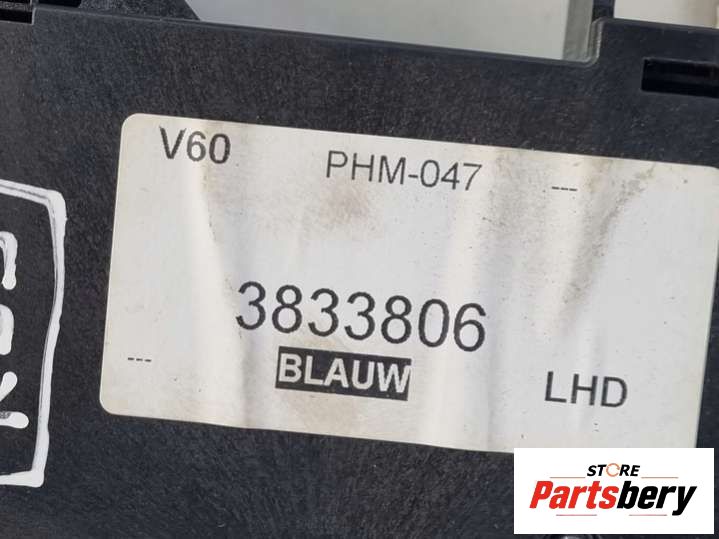 V60 PHM-047 ---
3833806
--- BLAUW LHD
STORE
Partsbery